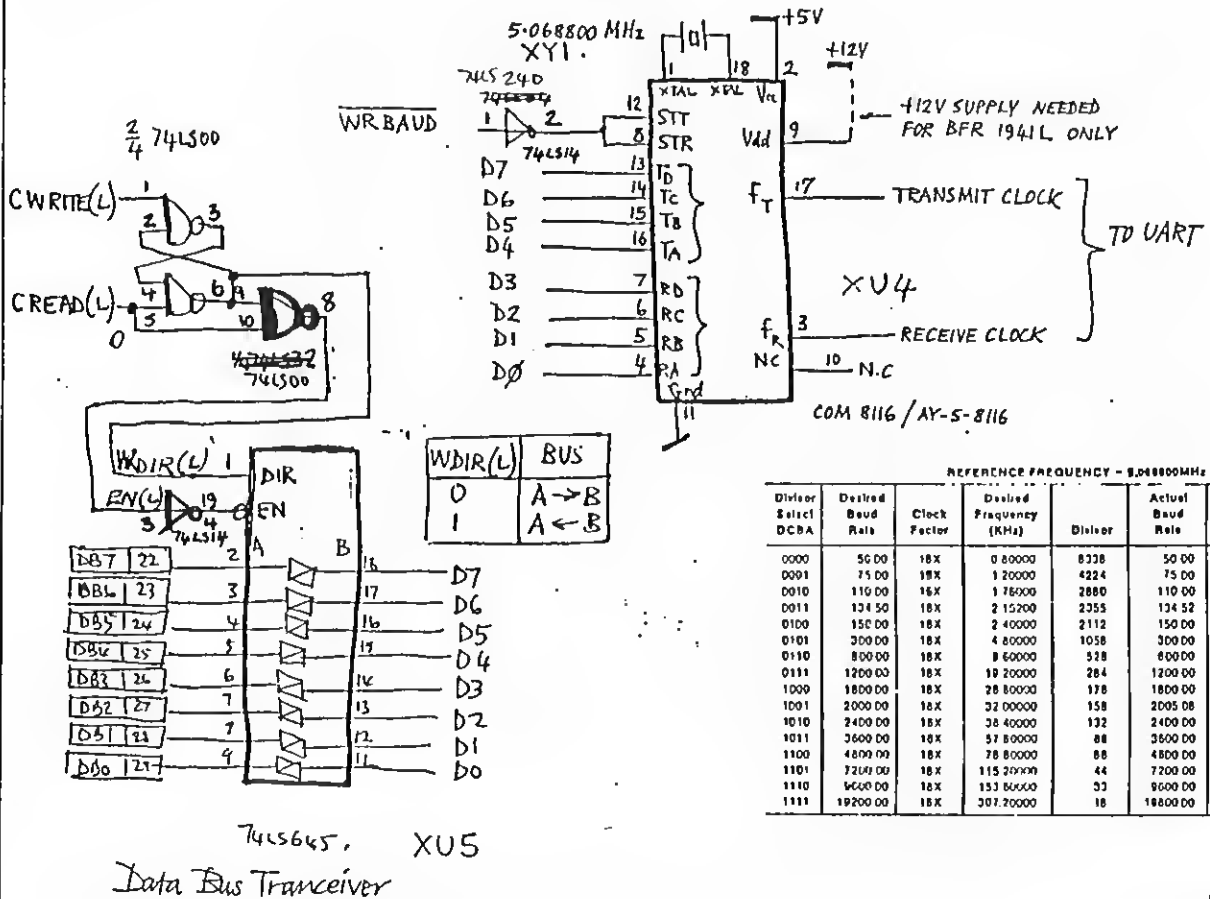 5.068800 MHz
XY1.
+5V
+12V
1
18
2
XTAL XTAL Vcc
74LS 240
WRBAUD
1
2
74LS14
12 STT
8 STR
13 TD
14 TC
15 TB
16 TA
7 RD
6 RC
5 RB
4 RA
D7
D6
D5
D4
D3
D2
D1
DØ
Gnd
11
Vdd 9
+12V SUPPLY NEEDED
FOR BFR 1941L ONLY
fT 17 TRANSMIT CLOCK
TO UART
XU4
fR 3 RECEIVE CLOCK
NC 10 N.C
COM 8116 / AY-5-8116
2/4 74LS00
CWRITE(L)
1
2
3
CREAD(L)
0
4
5
6
9
10
8
1/4 74LS32
74LS00
WDIR(L) 1 DIR
EN(L) 3 4 19 EN
74LS14
A B
DB7 22 2 18 D7
DB6 23 3 17 D6
DB5 24 4 16 D5
DB4 25 5 15 D4
DB3 26 6 14 D3
DB2 27 7 13 D2
DB1 28 12 D1
DB0 9 11 D0
74LS645. XU5
Data Bus Tranceiver
WDIR(L) BUS
0 A → B
1 A ← B
REFERENCE FREQUENCY = 5.068800MHz
Divisor Select DCBA
Desired Baud Rate
Clock Factor
Desired Frequency (KHz)
Divisor
Actual Baud Rate
0000 50 00 16X 0 80000 6336 50 00
0001 75 00 16X 1 20000 4224 75 00
0010 110 00 16X 1 76000 2880 110 00
0011 134 50 16X 2 15200 2355 134 52
0100 150 00 16X 2 40000 2112 150 00
0101 300 00 16X 4 80000 1056 300 00
0110 600 00 16X 9 60000 528 600 00
0111 1200 00 16X 19 20000 264 1200 00
1000 1800 00 16X 28 80000 176 1800 00
1001 2000 00 16X 32 00000 158 2005 06
1010 2400 00 16X 38 40000 132 2400 00
1011 3600 00 16X 57 60000 88 3600 00
1100 4800 00 16X 76 80000 66 4800 00
1101 7200 00 16X 115 20000 44 7200 00
1110 9600 00 16X 153 60000 33 9600 00
1111 19200 00 16X 307.20000 16 19800 00